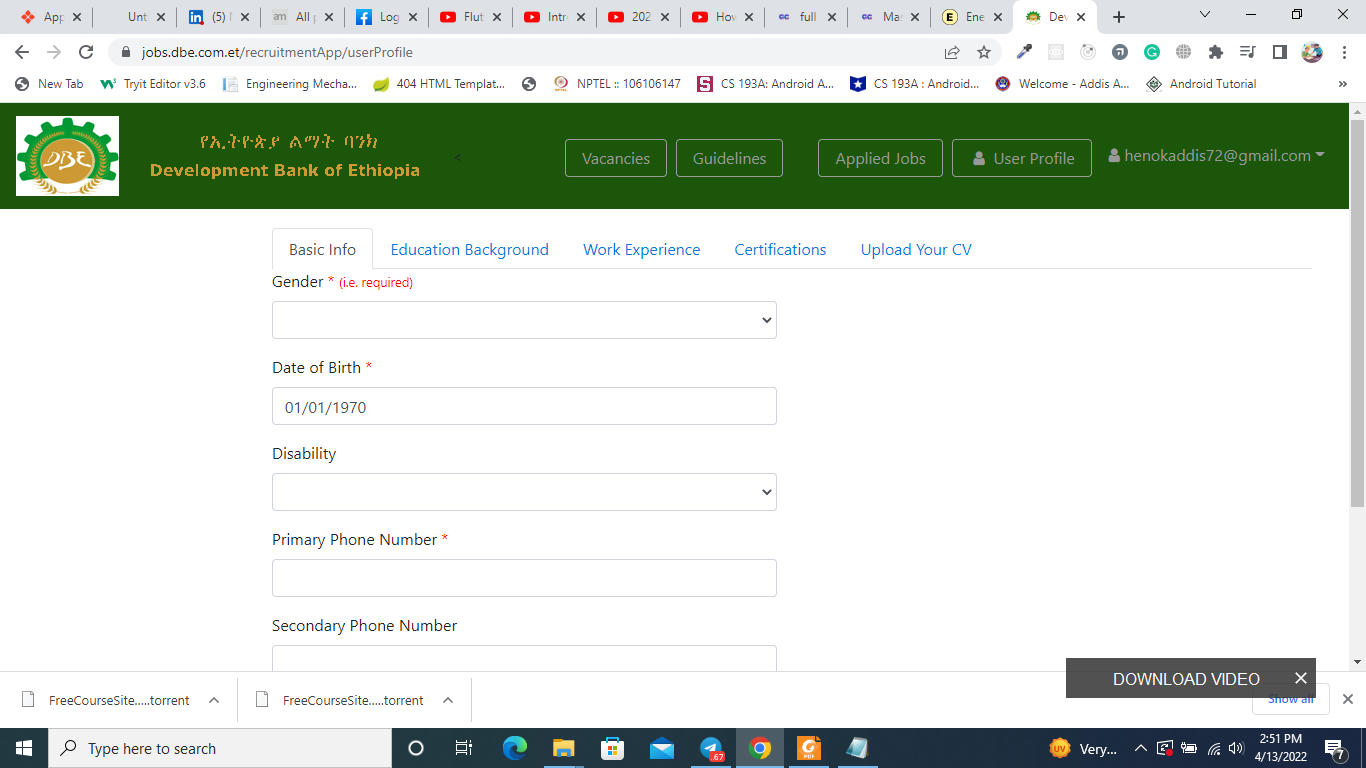 App
Unti
(5) N
All p
Log
Flut
Intr
202
How
full
Mas
Ene
Dev
jobs.dbe.com.et/recruitmentApp/userProfile
New Tab
Tryit Editor v3.6
Engineering Mecha...
404 HTML Templat...
NPTEL :: 106106147
CS 193A: Android A...
CS 193A : Android...
Welcome - Addis A...
Android Tutorial
»
DBE
የኢትዮጵያ ልማት ባንክ
Development Bank of Ethiopia
<
Vacancies
Guidelines
Applied Jobs
User Profile
henokaddis72@gmail.com
Basic Info
Education Background
Work Experience
Certifications
Upload Your CV
Gender * (i.e. required)
Date of Birth *
01/01/1970
Disability
Primary Phone Number *
Secondary Phone Number
DOWNLOAD VIDEO
FreeCourseSite.....torrent
FreeCourseSite.....torrent
Show all
Type here to search
.67
PDF
UV
Very...
2:51 PM
4/13/2022
7